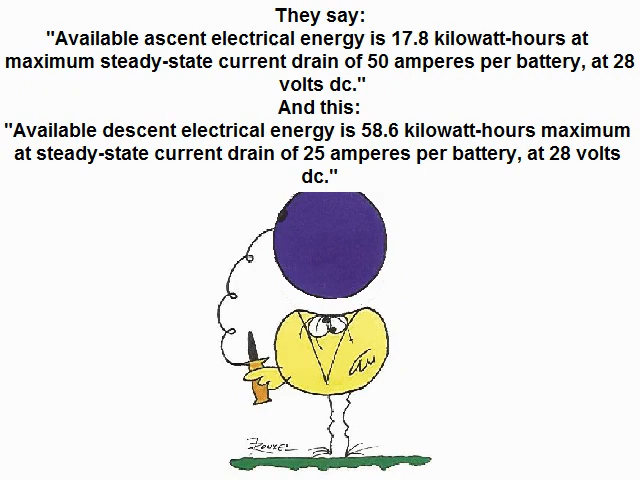 They say:
"Available ascent electrical energy is 17.8 kilowatt-hours at
maximum steady-state current drain of 50 amperes per battery, at 28
volts dc."
And this:
"Available descent electrical energy is 58.6 kilowatt-hours maximum
at steady-state current drain of 25 amperes per battery, at 28 volts
dc."